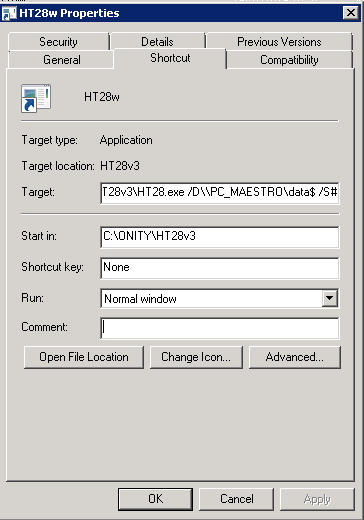 HT28w Properties
Security Details Previous Versions
General Shortcut Compatibility
HT28w
Target type: Application
Target location: HT28v3
Target: T28v3\HT28.exe /D\\PC_MAESTRO\data$ /S#
Start in: C:\ONITY\HT28v3
Shortcut key: None
Run: Normal window
Comment:
Open File Location Change Icon... Advanced...
OK Cancel Apply